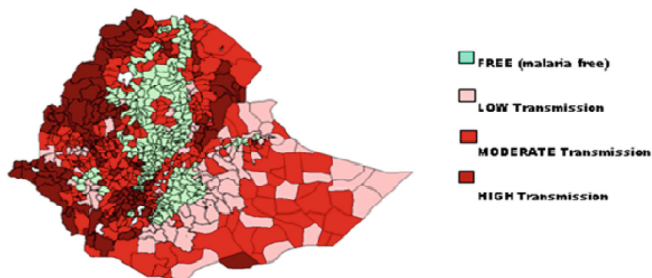 FREE (malaria free)
LOW Transmission
MODERATE Transmission
HIGH Transmission